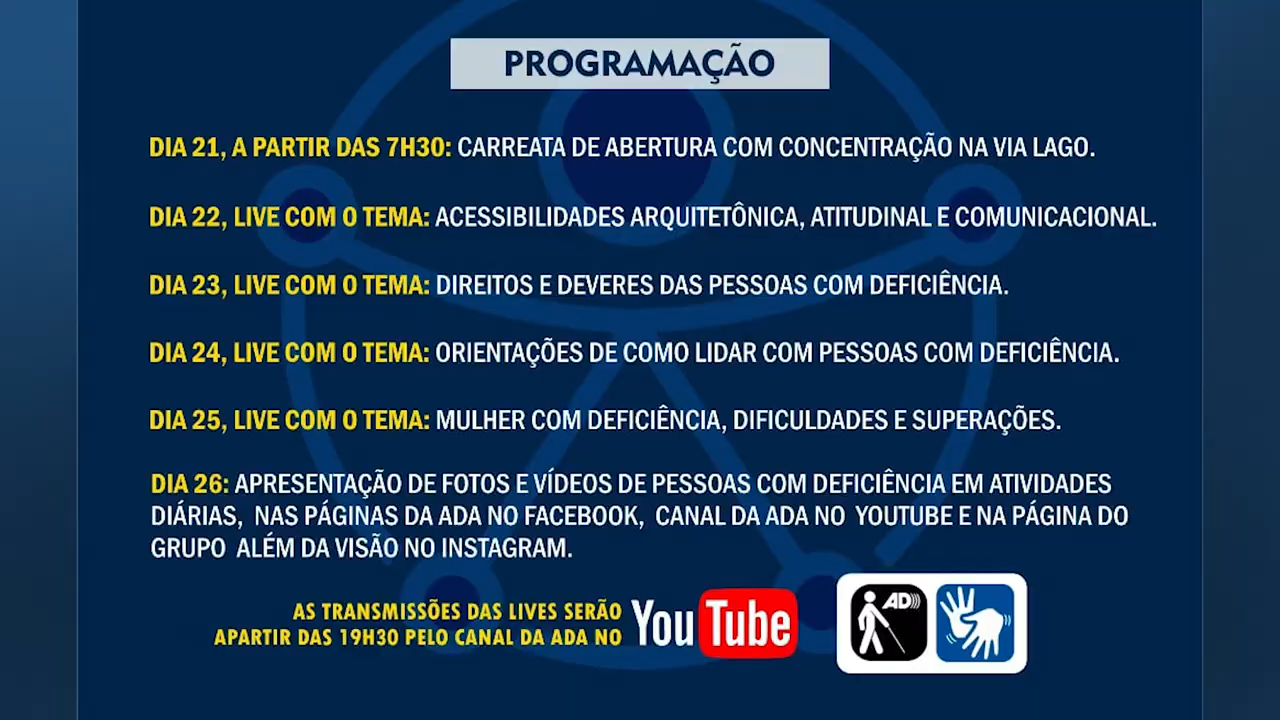 PROGRAMAÇÃO
DIA 21, A PARTIR DAS 7H30: CARREATA DE ABERTURA COM CONCENTRAÇÃO NA VIA LAGO.
DIA 22, LIVE COM O TEMA: ACESSIBILIDADES ARQUITETÔNICA, ATITUDINAL E COMUNICACIONAL.
DIA 23, LIVE COM O TEMA: DIREITOS E DEVERES DAS PESSOAS COM DEFICIÊNCIA.
DIA 24, LIVE COM O TEMA: ORIENTAÇÕES DE COMO LIDAR COM PESSOAS COM DEFICIÊNCIA.
DIA 25, LIVE COM O TEMA: MULHER COM DEFICIÊNCIA, DIFICULDADES E SUPERAÇÕES.
DIA 26: APRESENTAÇÃO DE FOTOS E VÍDEOS DE PESSOAS COM DEFICIÊNCIA EM ATIVIDADES
DIÁRIAS, NAS PÁGINAS DA ADA NO FACEBOOK, CANAL DA ADA NO YOUTUBE E NA PÁGINA DO
GRUPO ALÉM DA VISÃO NO INSTAGRAM.
AS TRANSMISSÕES DAS LIVES SERÃO
APARTIR DAS 19H30 PELO CANAL DA ADA NO
YouTube
AD